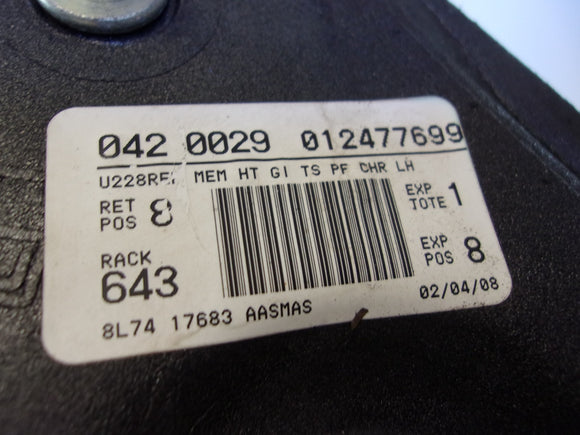 042 0029 012477699
MEM HT GI TS PF CHR LH
RET POS 8
EXP TOTE 1
RACK 643
EXP POS 8
8L74 17683 AASMAS
02/04/08